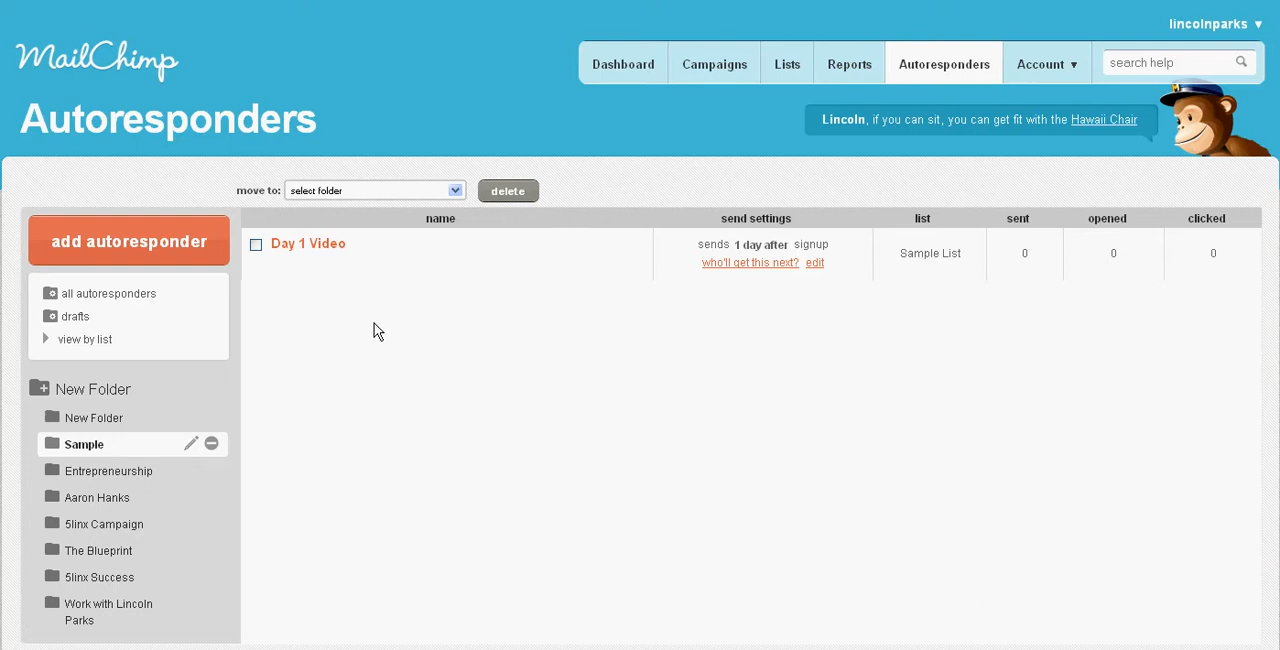 lincolnparks ▼
MailChimp
Dashboard Campaigns Lists Reports Autoresponders Account ▼ search help
Autoresponders
Lincoln, if you can sit, you can get fit with the Hawaii Chair
move to: select folder delete
name send settings list sent opened clicked
add autoresponder
Day 1 Video
sends 1 day after signup
who'll get this next? edit
Sample List 0 0 0
all autoresponders
drafts
view by list
New Folder
New Folder
Sample
Entrepreneurship
Aaron Hanks
5linx Campaign
The Blueprint
5linx Success
Work with Lincoln
Parks